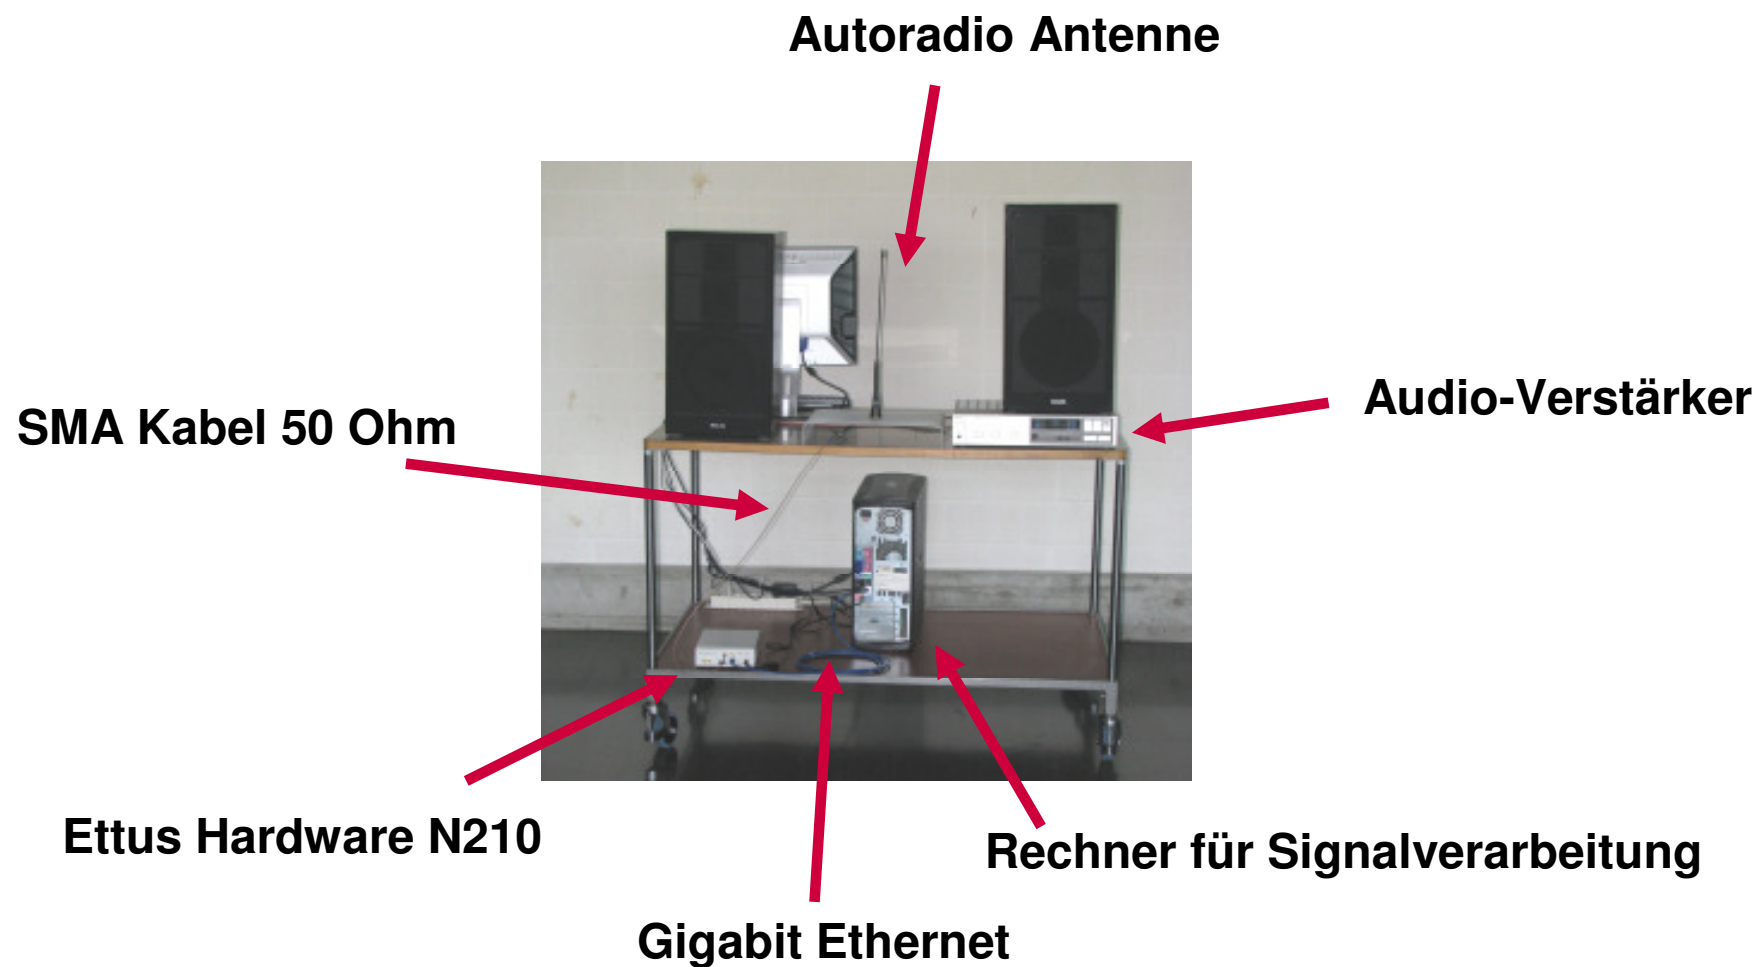 Autoradio Antenne
Audio-Verstärker
SMA Kabel 50 Ohm
Ettus Hardware N210
Rechner für Signalverarbeitung
Gigabit Ethernet